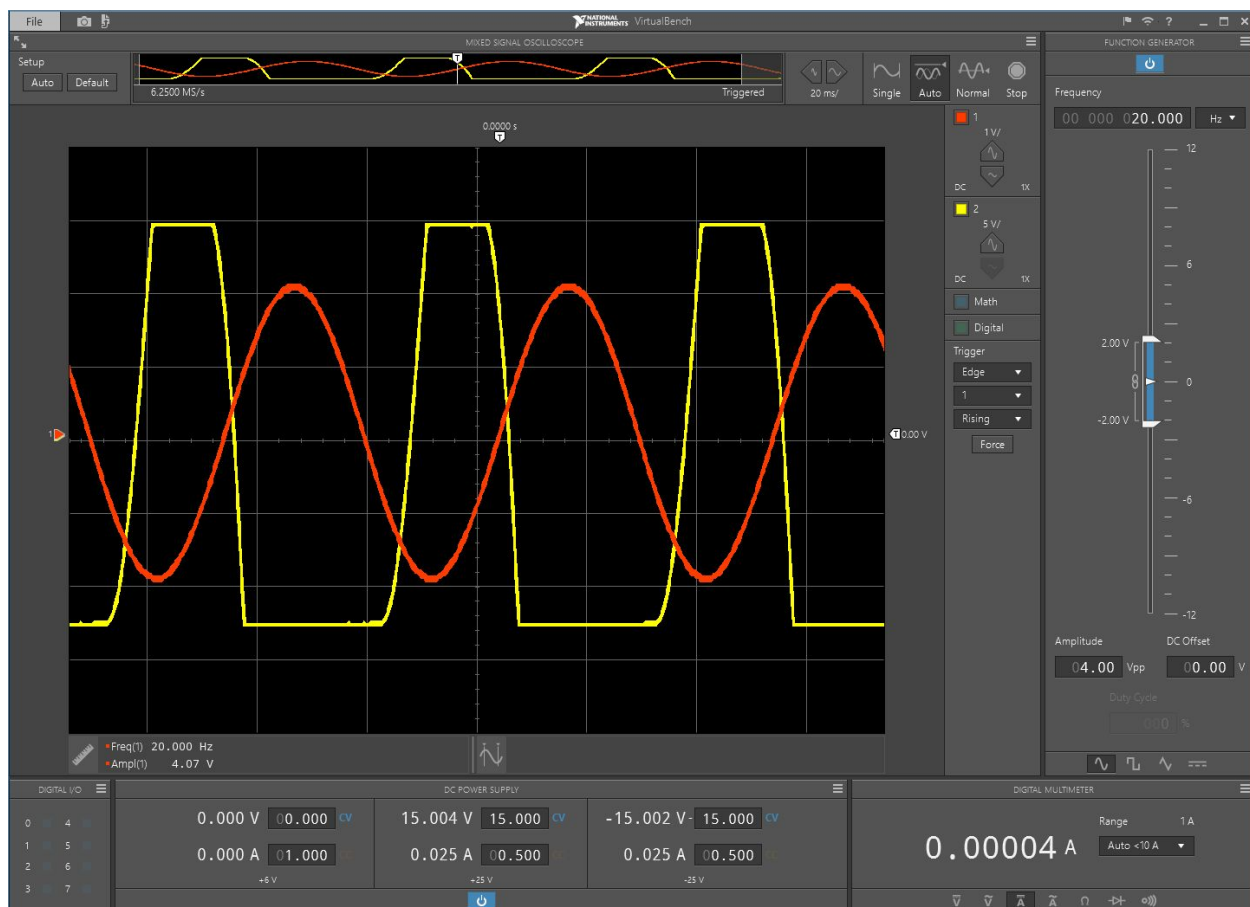 File
NATIONAL INSTRUMENTS VirtualBench
?
MIXED SIGNAL OSCILLOSCOPE
FUNCTION GENERATOR
Setup
Auto Default
6.2500 MS/s Triggered
20 ms/
Single Auto Normal Stop
0.0000 s
T
1
1 V/
DC 1X
2
5 V/
DC 1X
Math
Digital
Trigger
Edge
1
Rising
Force
1
T 0.00 V
Freq(1) 20.000 Hz
Ampl(1) 4.07 V
Frequency
00 000 020.000 Hz
12
6
2.00 V
0
-2.00 V
-6
-12
Amplitude DC Offset
04.00 Vpp 00.00 V
Duty Cycle
000 %
DIGITAL I/O
0 4
1 5
2 6
3 7
DC POWER SUPPLY
0.000 V 00.000 CV
0.000 A 01.000 CC
+6 V
15.004 V 15.000 CV
0.025 A 00.500 CC
+25 V
-15.002 V -15.000 CV
0.025 A 00.500 CC
-25 V
DIGITAL MULTIMETER
0.00004 A
Range 1 A
Auto <10 A
V V A A Ω